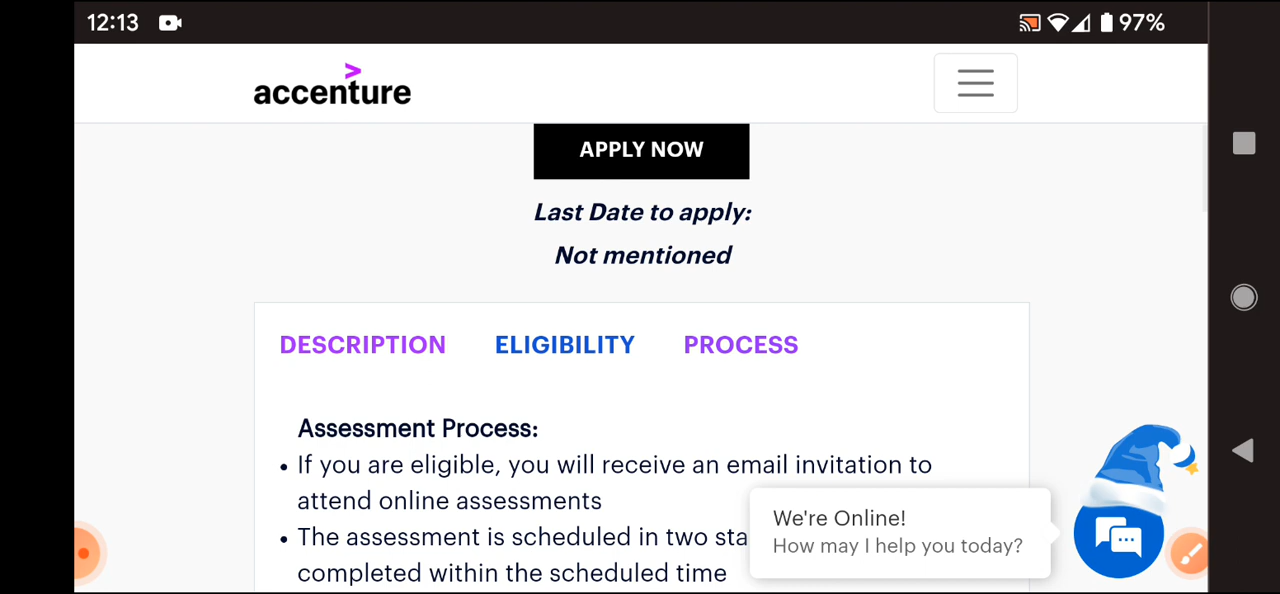 12:13
97%
accenture
APPLY NOW
Last Date to apply:
Not mentioned
DESCRIPTION ELIGIBILITY PROCESS
Assessment Process:
• If you are eligible, you will receive an email invitation to
attend online assessments
• The assessment is scheduled in two
completed within the scheduled time
We're Online!
How may I help you today?